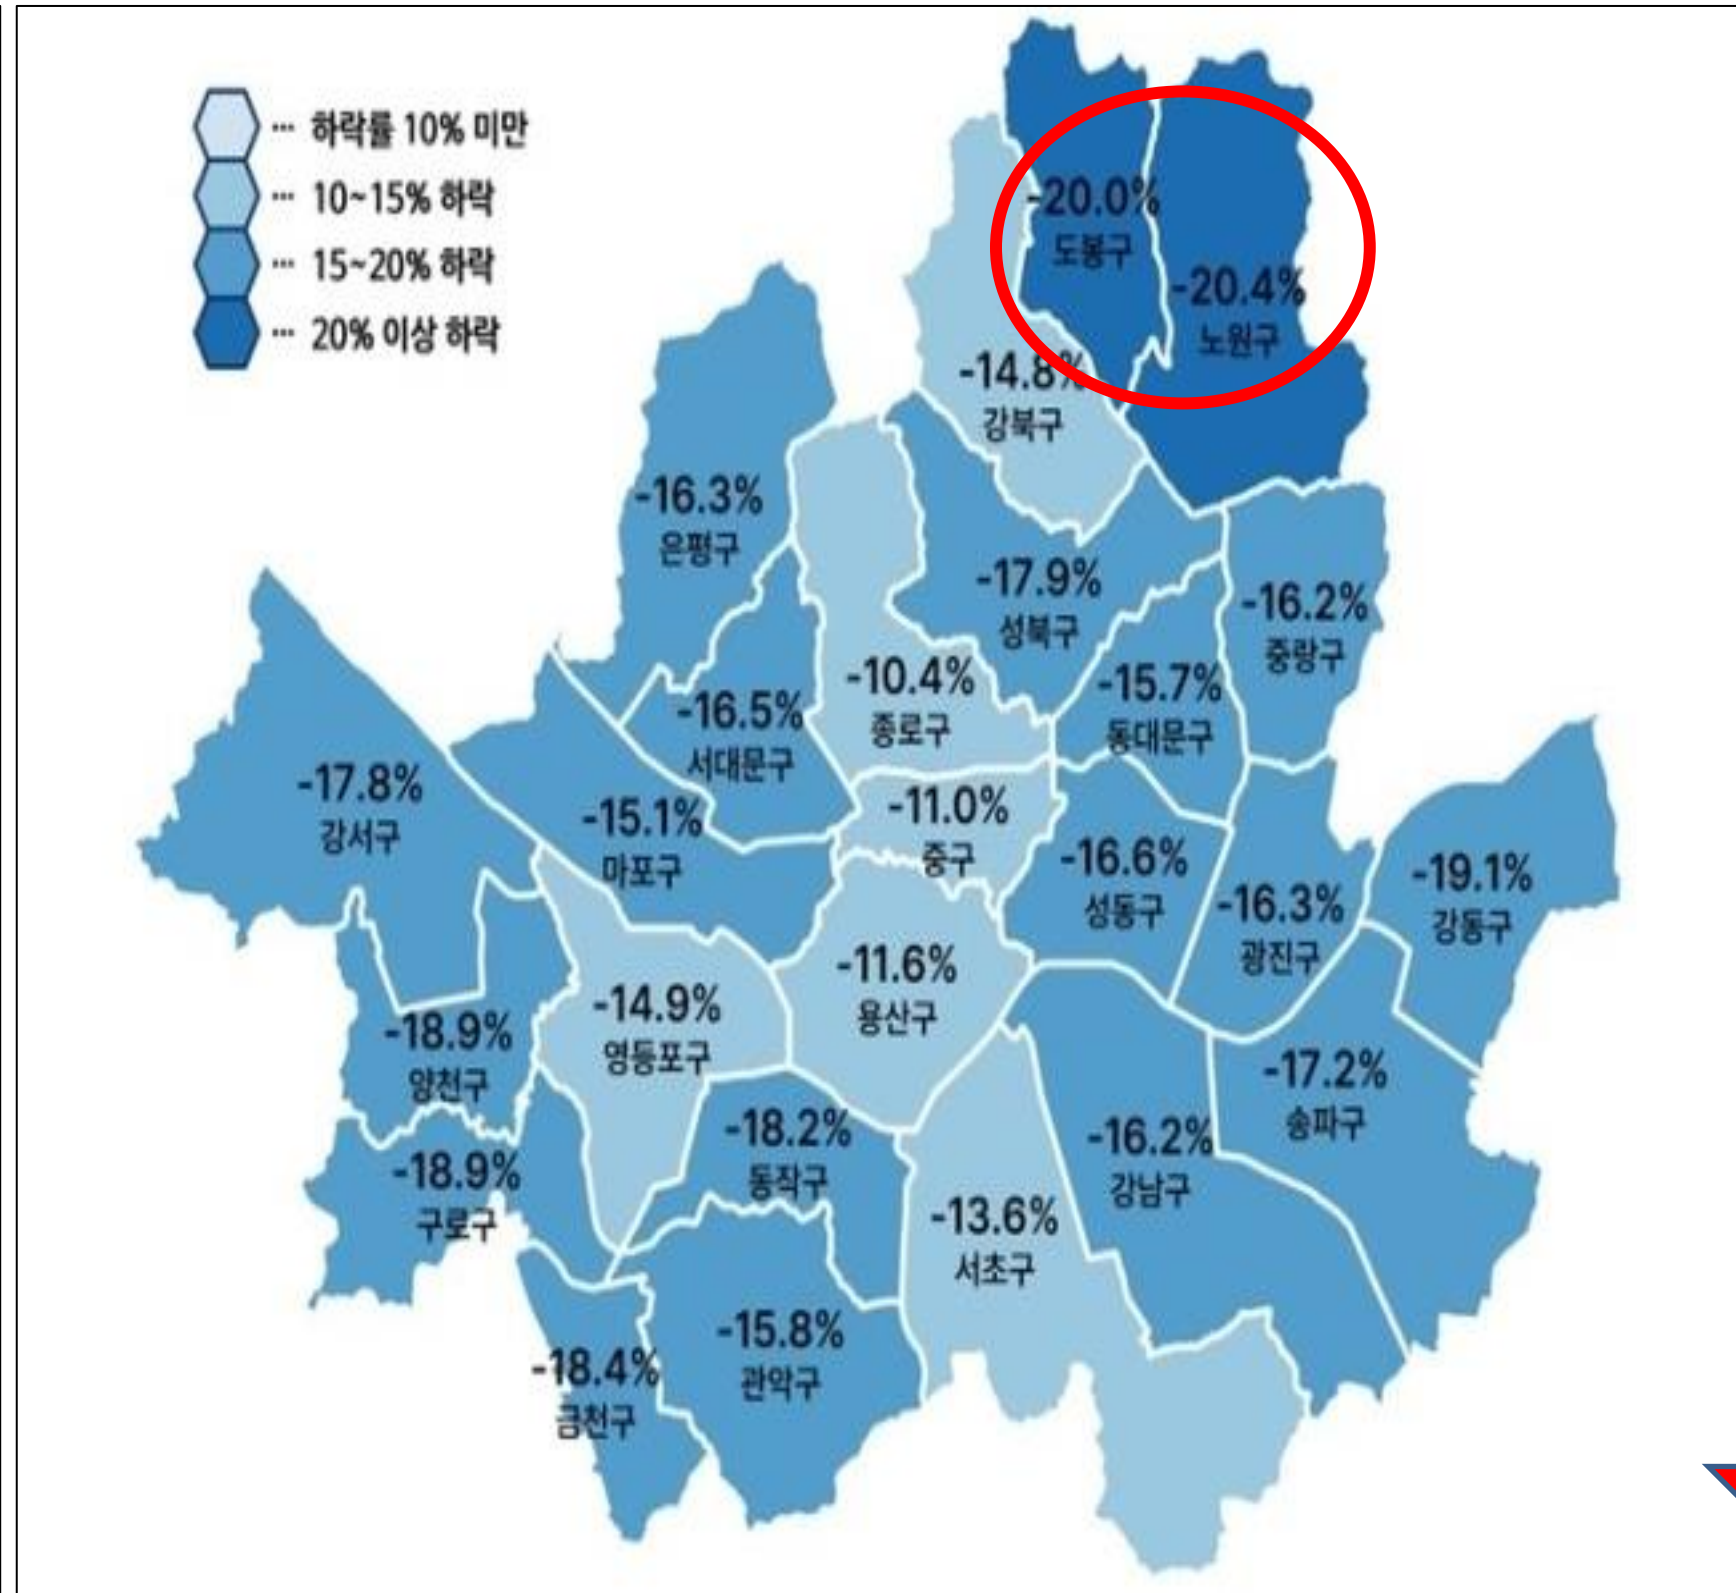 … 하락률 10% 미만
… 10~15% 하락
… 15~20% 하락
… 20% 이상 하락
-20.0%
도봉구
-20.4%
노원구
-14.8%
강북구
-16.3%
은평구
-17.9%
성북구
-16.2%
중랑구
-10.4%
종로구
-15.7%
동대문구
-16.5%
서대문구
-17.8%
강서구
-15.1%
마포구
-11.0%
중구
-16.6%
성동구
-16.3%
광진구
-19.1%
강동구
-11.6%
용산구
-14.9%
영등포구
-18.9%
양천구
-17.2%
송파구
-18.2%
동작구
-16.2%
강남구
-18.9%
구로구
-13.6%
서초구
-15.8%
관악구
-18.4%
금천구